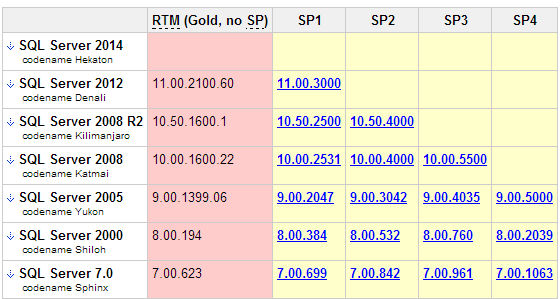 RTM (Gold, no SP) SP1 SP2 SP3 SP4
SQL Server 2014
codename Hekaton
SQL Server 2012 11.00.2100.60 11.00.3000
codename Denali
SQL Server 2008 R2 10.50.1600.1 10.50.2500 10.50.4000
codename Kilimanjaro
SQL Server 2008 10.00.1600.22 10.00.2531 10.00.4000 10.00.5500
codename Katmai
SQL Server 2005 9.00.1399.06 9.00.2047 9.00.3042 9.00.4035 9.00.5000
codename Yukon
SQL Server 2000 8.00.194 8.00.384 8.00.532 8.00.760 8.00.2039
codename Shiloh
SQL Server 7.0 7.00.623 7.00.699 7.00.842 7.00.961 7.00.1063
codename Sphinx